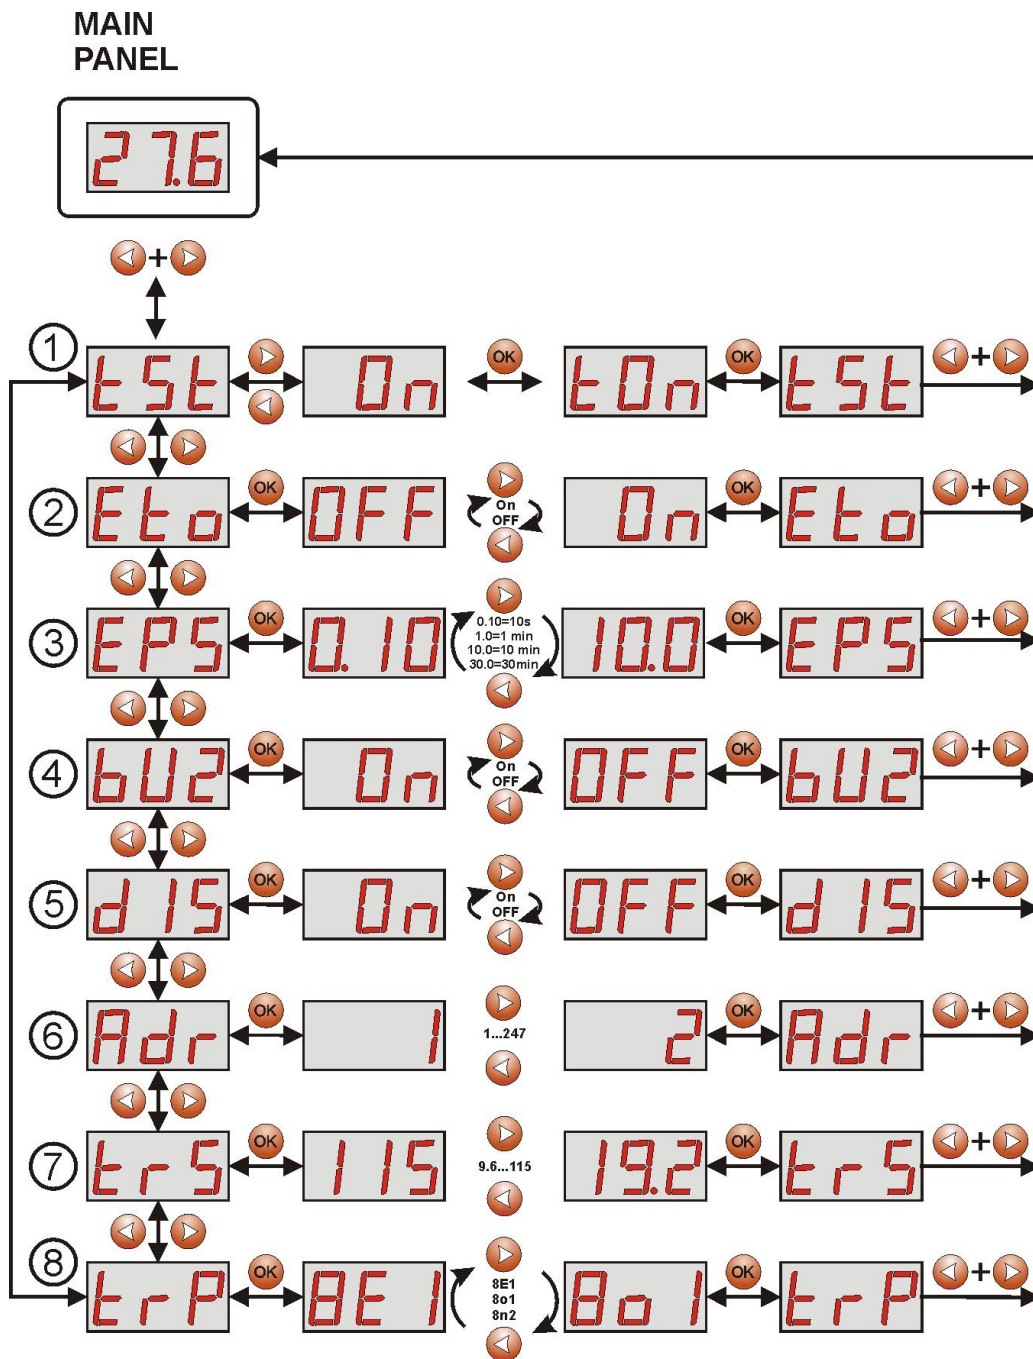 MAIN
PANEL
27.6
+
1
tSt
On
OK
tOn
OK
tSt
+
2
Eto
OK
OFF
On
OFF
On
OK
Eto
+
3
EPS
OK
0.10
0.10=10s
1.0=1 min
10.0=10 min
30.0=30min
10.0
OK
EPS
+
4
bU2
OK
On
On
OFF
OFF
OK
bU2
+
5
dIS
OK
On
On
OFF
OFF
OK
dIS
+
6
Adr
OK
1
1...247
2
OK
Adr
+
7
trS
OK
115
9.6...115
19.2
OK
trS
+
8
trP
OK
8E1
8E1
8o1
8n2
8o1
OK
trP
+